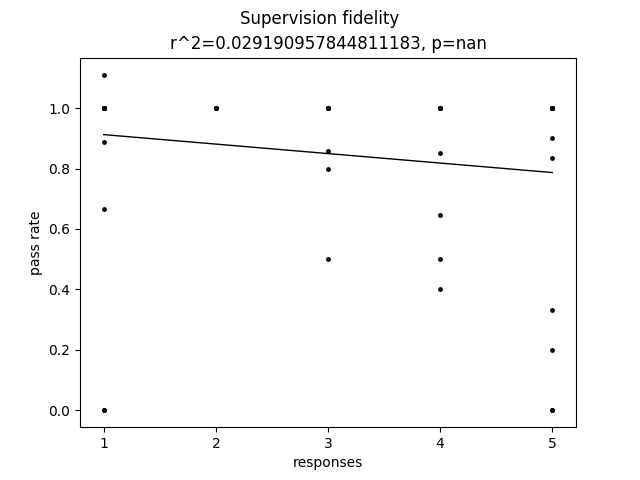 Supervision fidelity
r^2=0.029190957844811183, p=nan
pass rate
1.0
0.8
0.6
0.4
0.2
0.0
1 2 3 4 5
responses